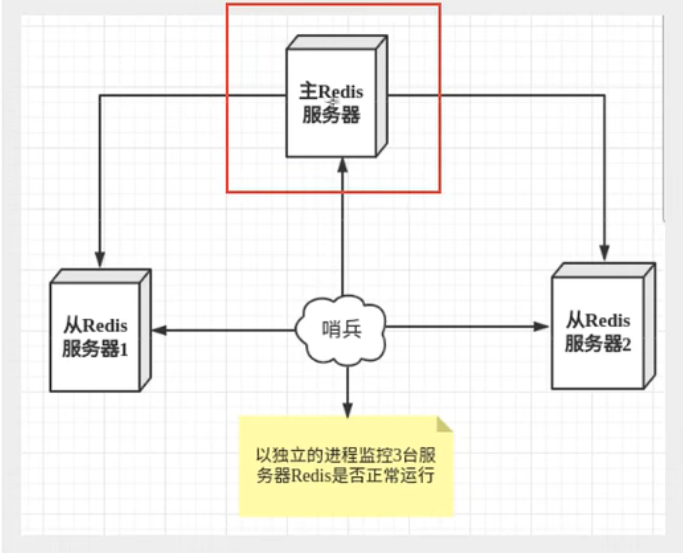 主Redis
服务器
从Redis
服务器1
哨兵
从Redis
服务器2
以独立的进程监控3台服
务器Redis是否正常运行